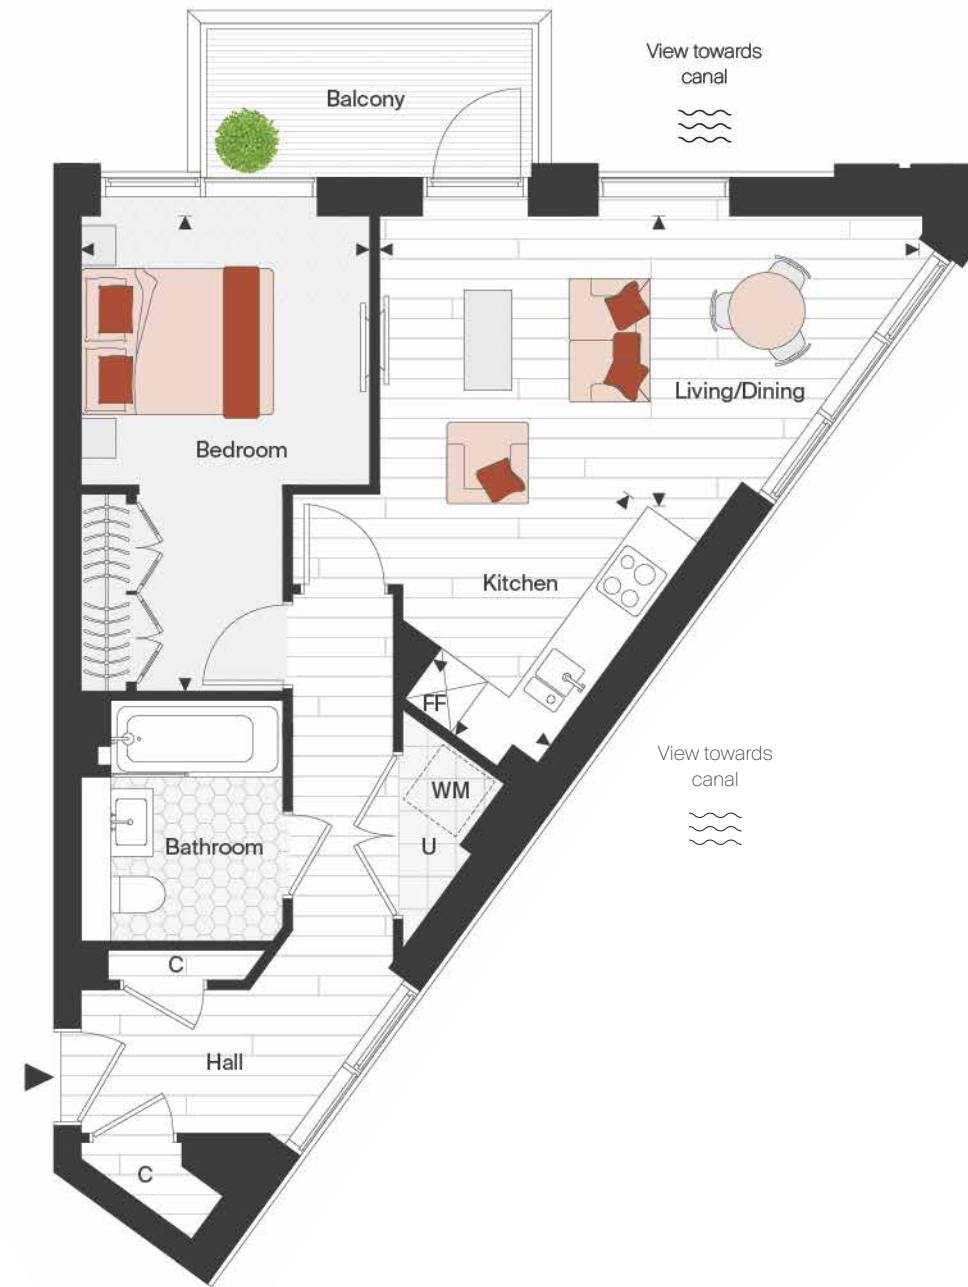 View towards
canal
Balcony
Living/Dining
Bedroom
Kitchen
FF
View towards
canal
WM
Bathroom
U
C
Hall
C